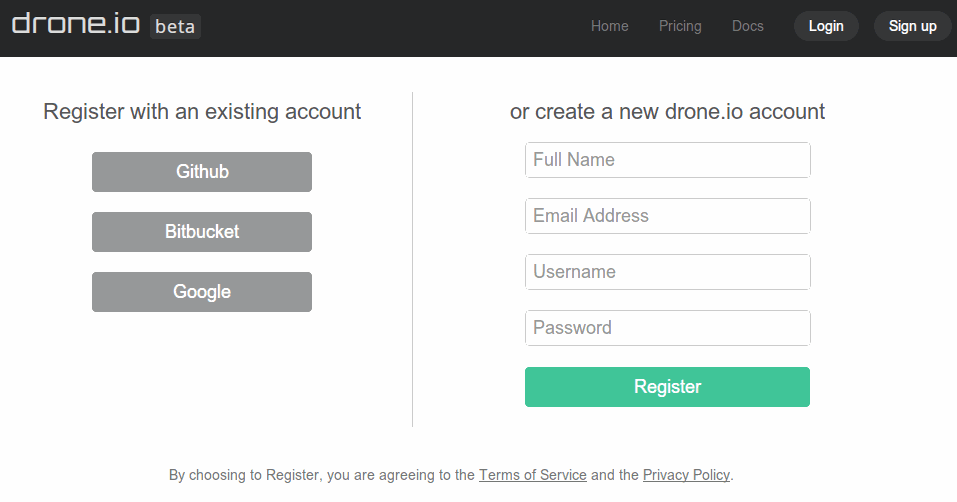 drone.io beta
Home Pricing Docs Login Sign up
Register with an existing account
Github
Bitbucket
Google
or create a new drone.io account
Full Name
Email Address
Username
Password
Register
By choosing to Register, you are agreeing to the Terms of Service and the Privacy Policy.